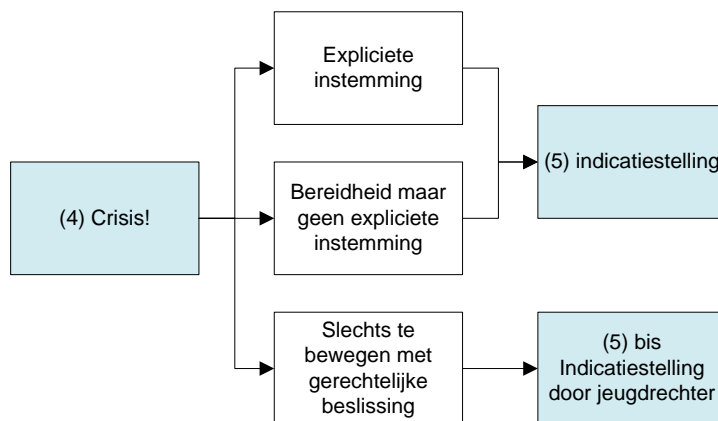 Expliciete
instemming
(5) indicatiestelling
(4) Crisis!
Bereidheid maar
geen expliciete
instemming
Slechts te
bewegen met
gerechtelijke
beslissing
(5) bis
Indicatiestelling
door jeugdrechter